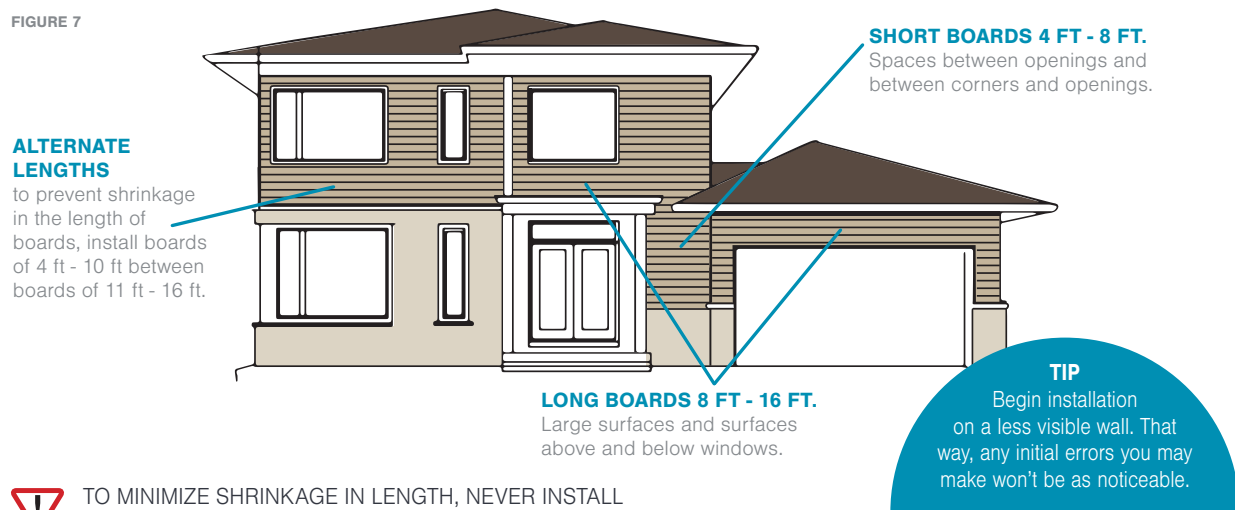 FIGURE 7
SHORT BOARDS 4 FT - 8 FT.
Spaces between openings and
between corners and openings.
ALTERNATE
LENGTHS
to prevent shrinkage
in the length of
boards, install boards
of 4 ft - 10 ft between
boards of 11 ft - 16 ft.
LONG BOARDS 8 FT - 16 FT.
Large surfaces and surfaces
above and below windows.
TIP
Begin installation
on a less visible wall. That
way, any initial errors you may
make won't be as noticeable.
TO MINIMIZE SHRINKAGE IN LENGTH, NEVER INSTALL